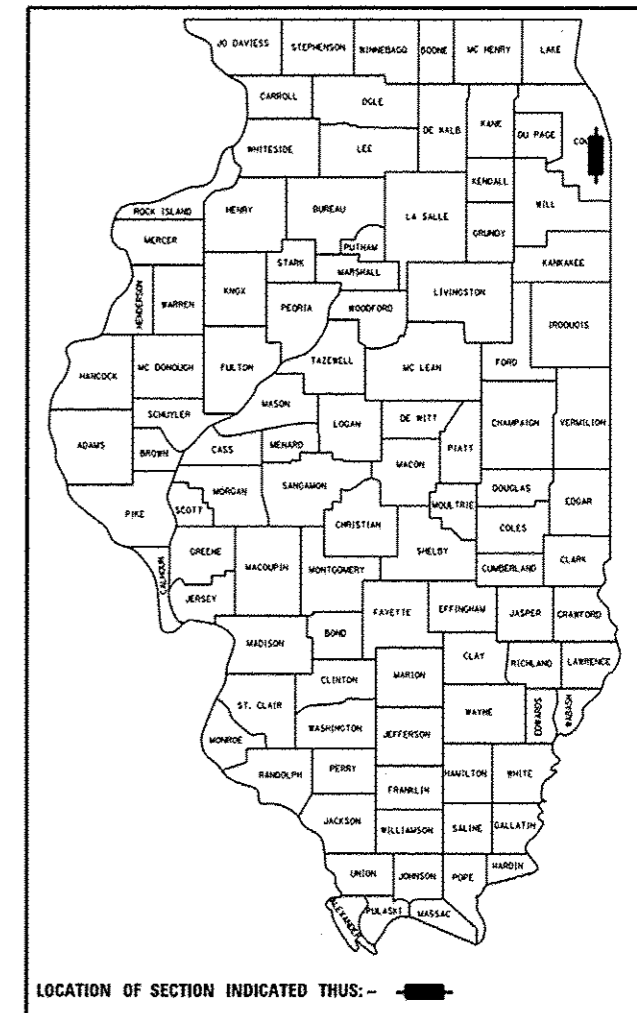 JO DAVIESS STEPHENSON WINNEBAGO BOONE MC HENRY LAKE
CARROLL OGLE DE KALB KANE DU PAGE COO
WHITESIDE LEE KENDALL WILL
ROCK ISLAND HENRY BUREAU LA SALLE GRUNDY
MERCER PUTNAM KANKAKEE
STARK MARSHALL
HENDERSON WARREN KNOX PEORIA WOODFORD LIVINGSTON IROQUOIS
HANCOCK MC DONOUGH FULTON TAZEWELL MC LEAN FORD
SCHUYLER MASON LOGAN DE WITT CHAMPAIGN VERMILION
ADAMS BROWN CASS MENARD MACON PIATT
PIKE SCOTT MORGAN SANGAMON CHRISTIAN MOULTRIE DOUGLAS EDGAR
COLES
CALHOUN GREENE MACOUPIN MONTGOMERY SHELBY CUMBERLAND CLARK
JERSEY FAYETTE EFFINGHAM JASPER CRAWFORD
MADISON BOND CLAY RICHLAND LAWRENCE
CLINTON MARION
ST. CLAIR WAYNE EDWARDS WABASH
MONROE WASHINGTON JEFFERSON
RANDOLPH PERRY FRANKLIN HAMILTON WHITE
JACKSON WILLIAMSON SALINE GALLATIN
UNION JOHNSON POPE HARDIN
ALEXANDER PULASKI MASSAC
LOCATION OF SECTION INDICATED THUS:-